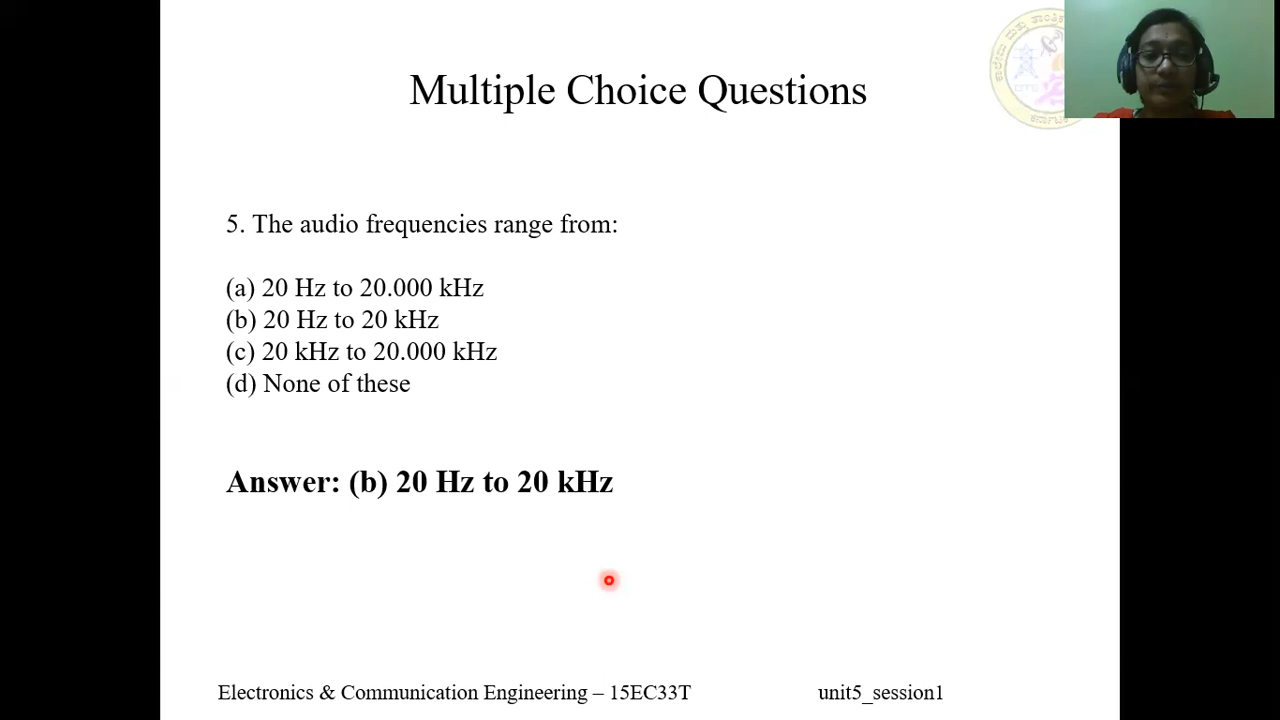 Multiple Choice Questions
5. The audio frequencies range from:
(a) 20 Hz to 20.000 kHz
(b) 20 Hz to 20 kHz
(c) 20 kHz to 20.000 kHz
(d) None of these
Answer: (b) 20 Hz to 20 kHz
Electronics & Communication Engineering – 15EC33T
unit5_session1